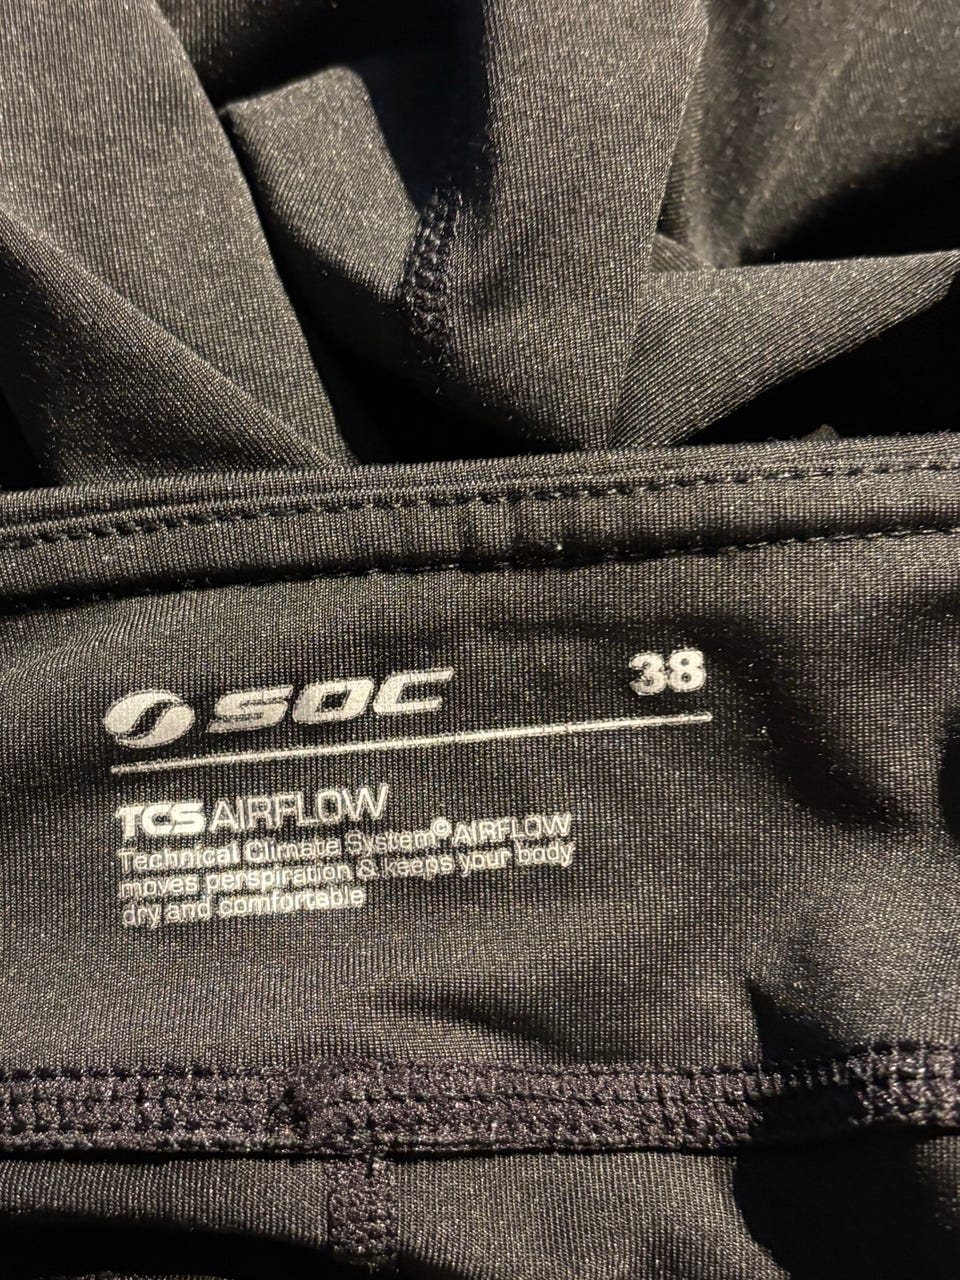 SOC 38
TCS AIRFLOW
Technical Climate System© AIRFLOW
moves perspiration & keeps your body
dry and comfortable